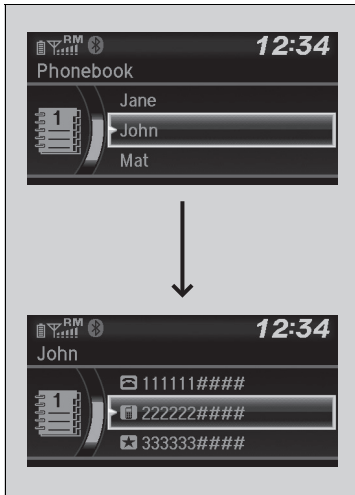 RM 12:34
Phonebook
1
Jane
John
Mat
RM 12:34
John
1
111111####
222222####
333333####